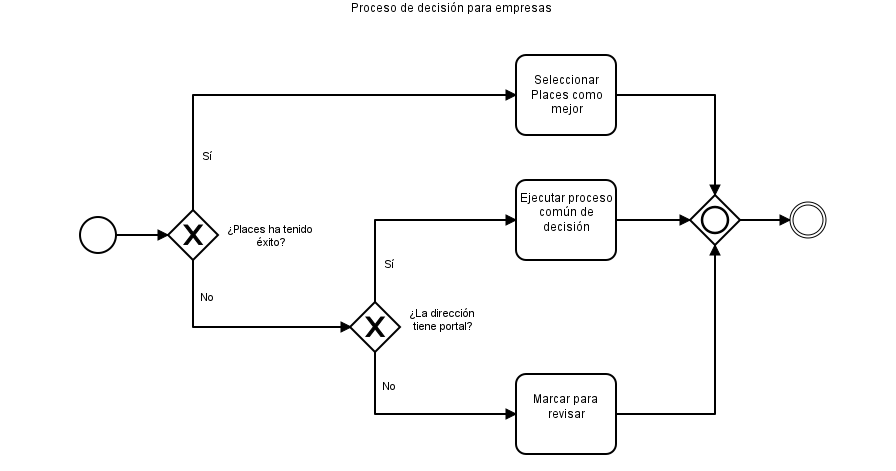 Proceso de decisión para empresas
Seleccionar
Places como
mejor
Sí
¿Places ha tenido
éxito?
Ejecutar proceso
común de
decisión
Sí
No
¿La dirección
tiene portal?
No
Marcar para
revisar